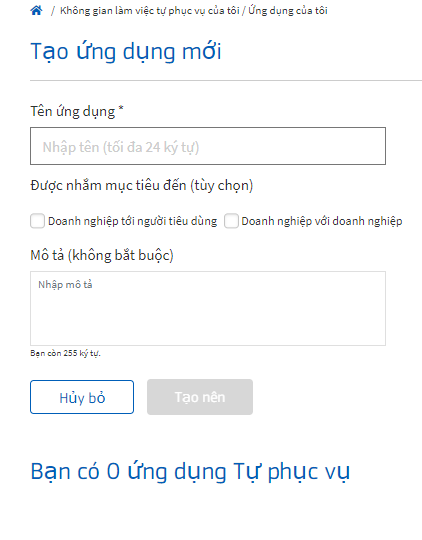 / Không gian làm việc tự phục vụ của tôi / Ứng dụng của tôi
Tạo ứng dụng mới
Tên ứng dụng *
Nhập tên (tối đa 24 ký tự)
Được nhắm mục tiêu đến (tùy chọn)
Doanh nghiệp tới người tiêu dùng Doanh nghiệp với doanh nghiệp
Mô tả (không bắt buộc)
Nhập mô tả
Bạn còn 255 ký tự.
Hủy bỏ Tạo nên
Bạn có 0 ứng dụng Tự phục vụ